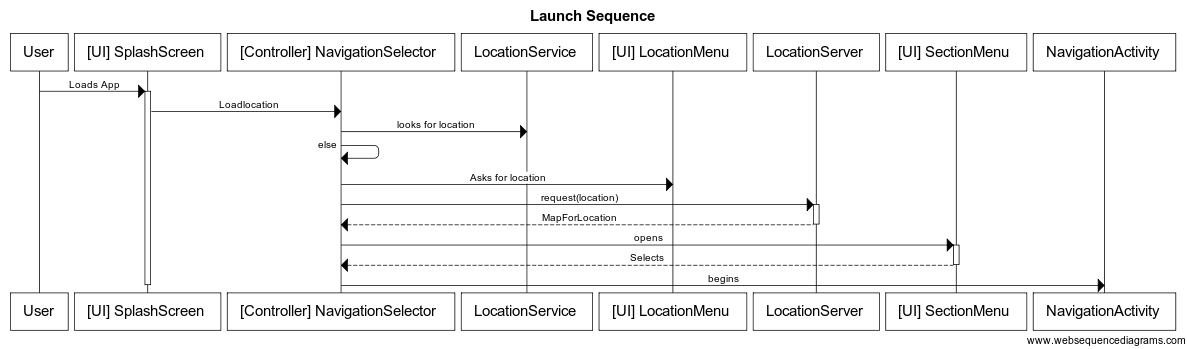 Launch Sequence
User [UI] SplashScreen [Controller] NavigationSelector LocationService [UI] LocationMenu LocationServer [UI] SectionMenu NavigationActivity
Loads App
Loadlocation
looks for location
else
Asks for location
request(location)
MapForLocation
opens
Selects
begins
User [UI] SplashScreen [Controller] NavigationSelector LocationService [UI] LocationMenu LocationServer [UI] SectionMenu NavigationActivity
www.websequencediagrams.com